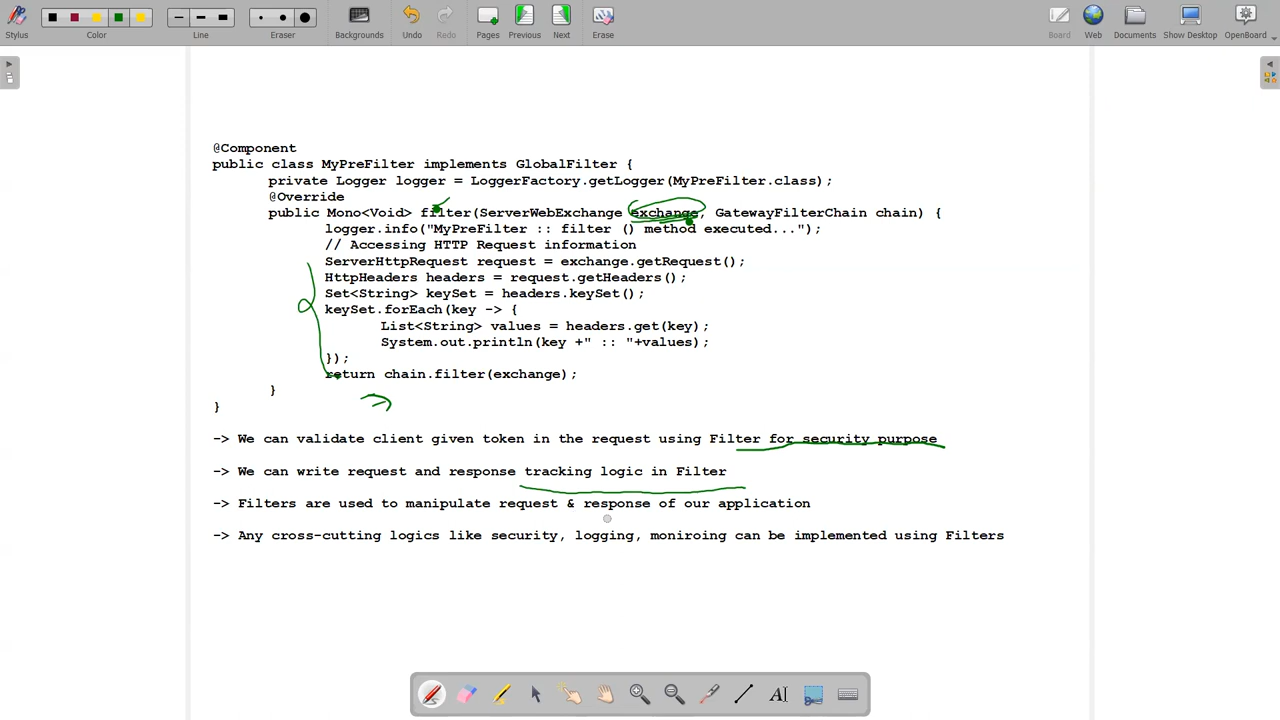 Stylus
Color
Line
Eraser
Backgrounds
Undo
Redo
Pages
Previous
Next
Erase
Board
Web
Documents
Show Desktop
OpenBoard
@Component
public class MyPreFilter implements GlobalFilter {
private Logger logger = LoggerFactory.getLogger(MyPreFilter.class);
@Override
public Mono<Void> filter(ServerWebExchange exchange, GatewayFilterChain chain) {
logger.info("MyPreFilter :: filter () method executed...");
// Accessing HTTP Request information
ServerHttpRequest request = exchange.getRequest();
HttpHeaders headers = request.getHeaders();
Set<String> keySet = headers.keySet();
keySet.forEach(key -> {
List<String> values = headers.get(key);
System.out.println(key +" :: "+values);
});
return chain.filter(exchange);
}
}
-> We can validate client given token in the request using Filter for security purpose
-> We can write request and response tracking logic in Filter
-> Filters are used to manipulate request & response of our application
-> Any cross-cutting logics like security, logging, moniroing can be implemented using Filters